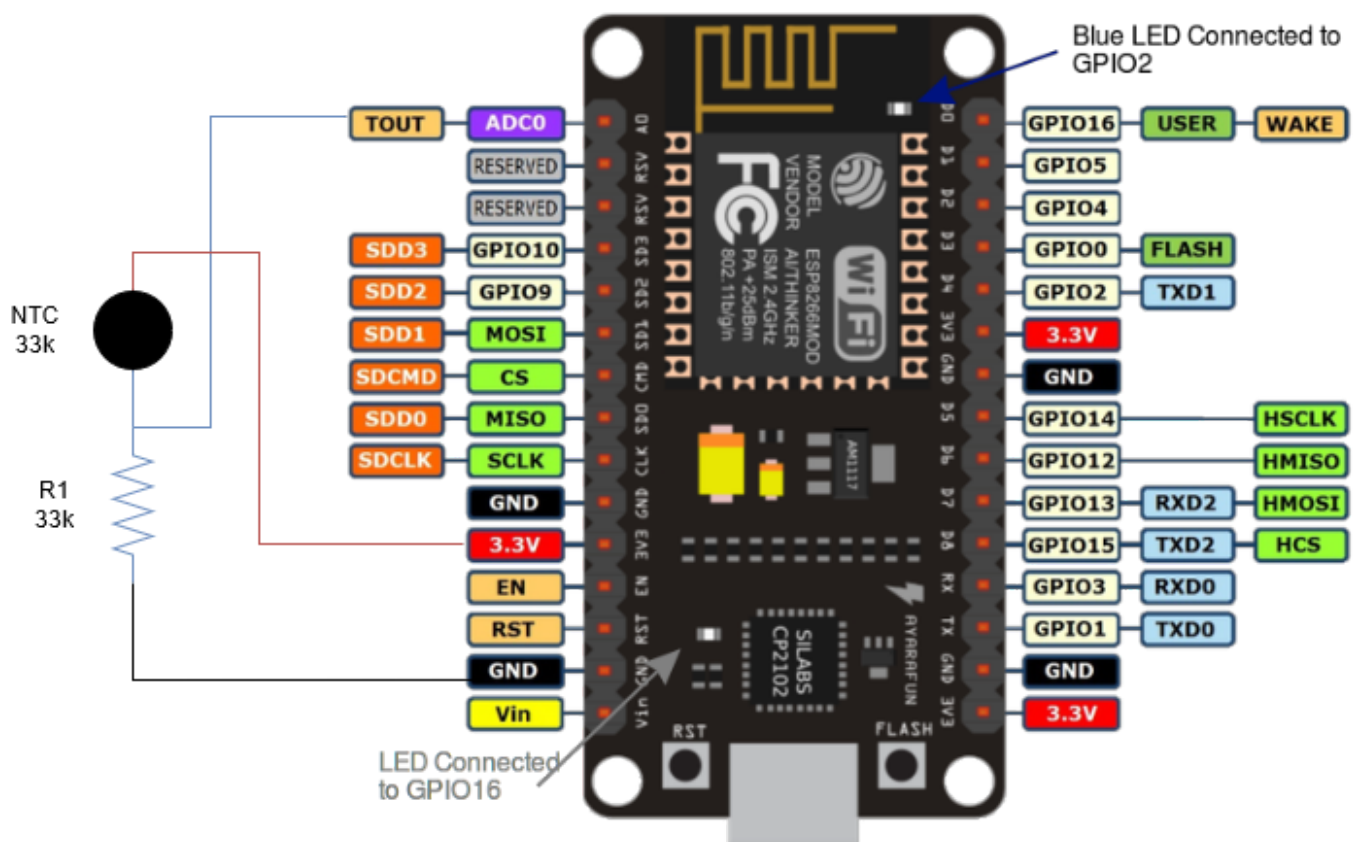 Blue LED Connected to
GPIO2
TOUT ADC0 A0 D0 GPIO16 USER WAKE
RESERVED RSV D1 GPIO5
RESERVED RSV D2 GPIO4
SDD3 GPIO10 SD3 D3 GPIO0 FLASH
SDD2 GPIO9 SD2 D4 GPIO2 TXD1
SDD1 MOSI SD1 3V3 3.3V
SDCMD CS CMD GND GND
SDD0 MISO SD0 D5 GPIO14 HSCLK
SDCLK SCLK CLK D6 GPIO12 HMISO
GND GND D7 GPIO13 RXD2 HMOSI
3.3V 3V3 D8 GPIO15 TXD2 HCS
EN EN RX GPIO3 RXD0
RST RST TX GPIO1 TXD0
GND GND GND GND
Vin Vin 3V3 3.3V
NTC
33k
R1
33k
MODEL
VENDOR
ESP8266MOD
AI/THINKER
ISM 2.4GHz
PA +25dBm
802.11b/g/n
FC
Wi Fi
AM1117
SILABS
CP2102
AYARAFUN
RST
FLASH
LED Connected
to GPIO16